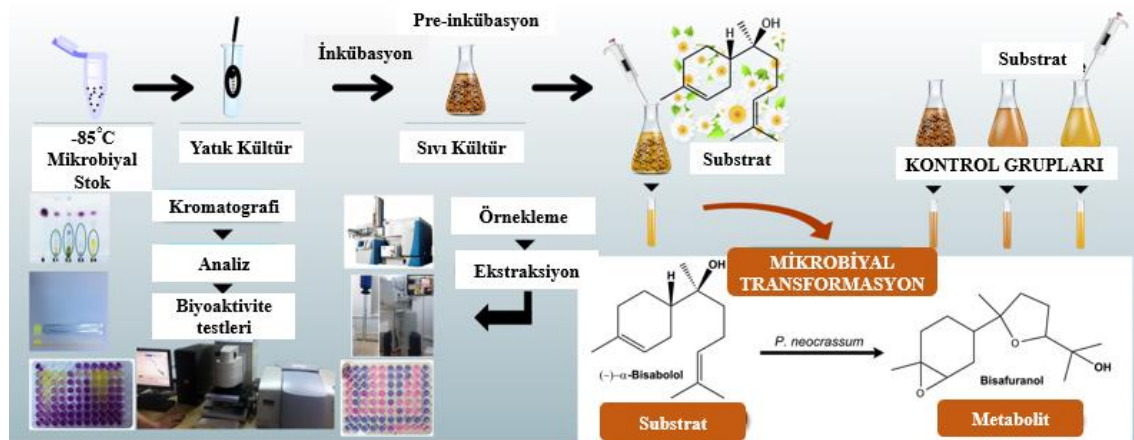 Pre-inkübasyon
İnkübasyon
-85°C
Mikrobiyal
Stok
Yatık Kültür
Sıvı Kültür
OH
H
Substrat
Substrat
KONTROL GRUPLARI
Kromatografi
Analiz
Biyoaktivite
testleri
Örnekleme
Ekstraksiyon
MİKROBİYAL
TRANSFORMASYON
OH
H
(−)-α-Bisabolol
Substrat
P. neocrassum
O
OH
O
Bisafuranol
Metabolit